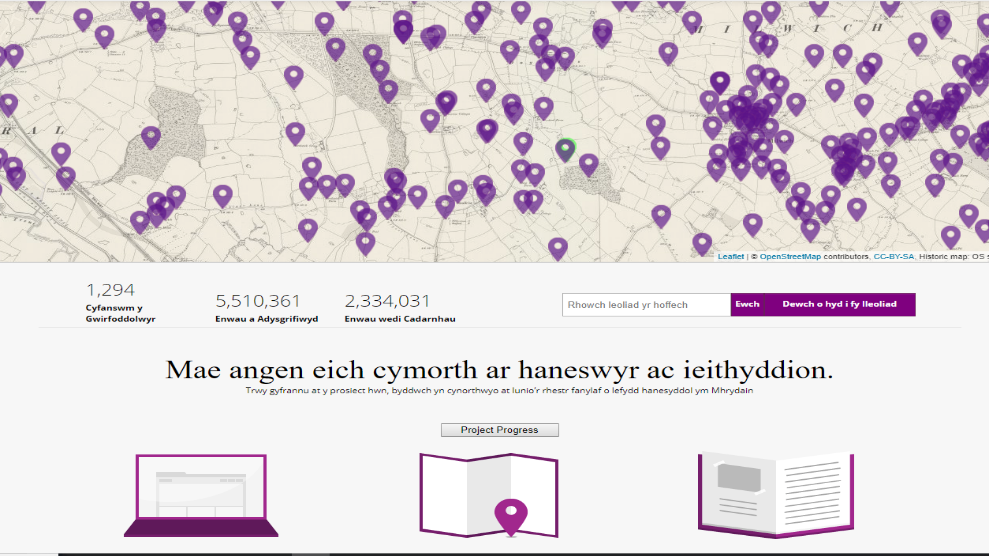 M I W I C H
R A L
Leaflet | © OpenStreetMap contributors, CC-BY-SA, Historic map: OS s
1,294
Cyfanswm y
Gwirfoddolwyr
5,510,361
Enwau a Adysgrifiwyd
2,334,031
Enwau wedi Cadarnhau
Rhowch leoliad yr hoffech
Ewch
Dewch o hyd i fy lleoliad
Mae angen eich cymorth ar haneswyr ac ieithyddion.
Trwy gyfrannu at y prosiect hwn, byddwch yn cynorthwyo at lunio'r rhestr fanylaf o lefydd hanesyddol ym Mhrydain
Project Progress